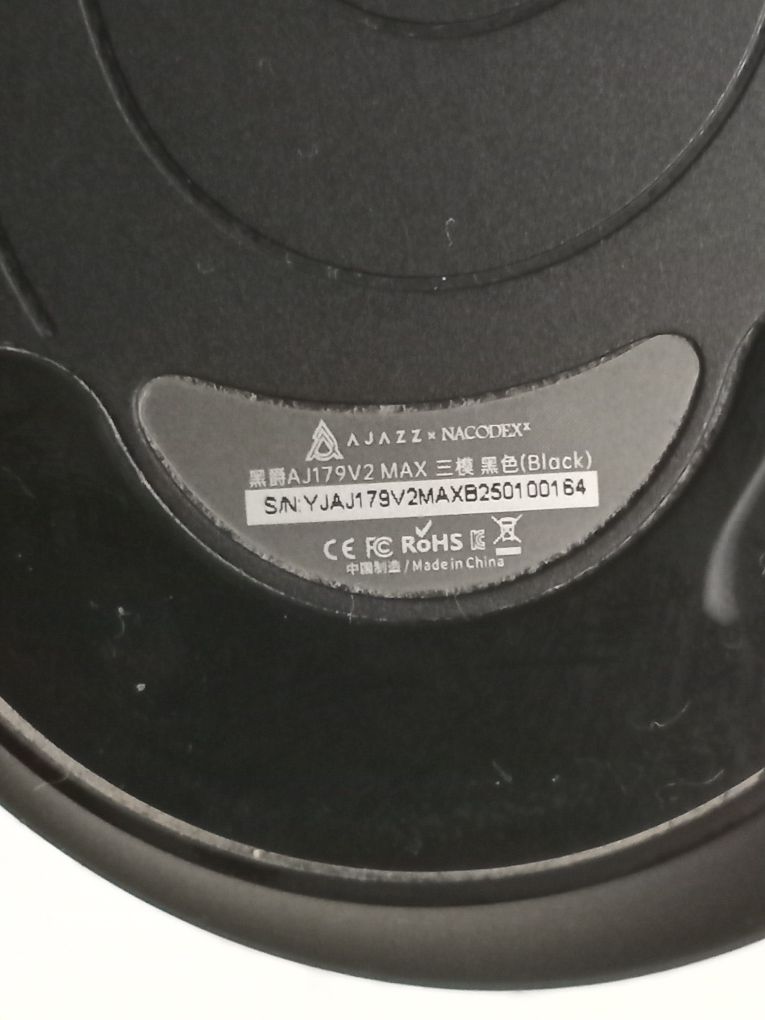 AJAZZ x NACODEX
黑爵AJ179V2 MAX 三模 黑色(Black)
S/N:YJAJ179V2MAXB250100164
CE FC RoHS
中國制造/Made in China